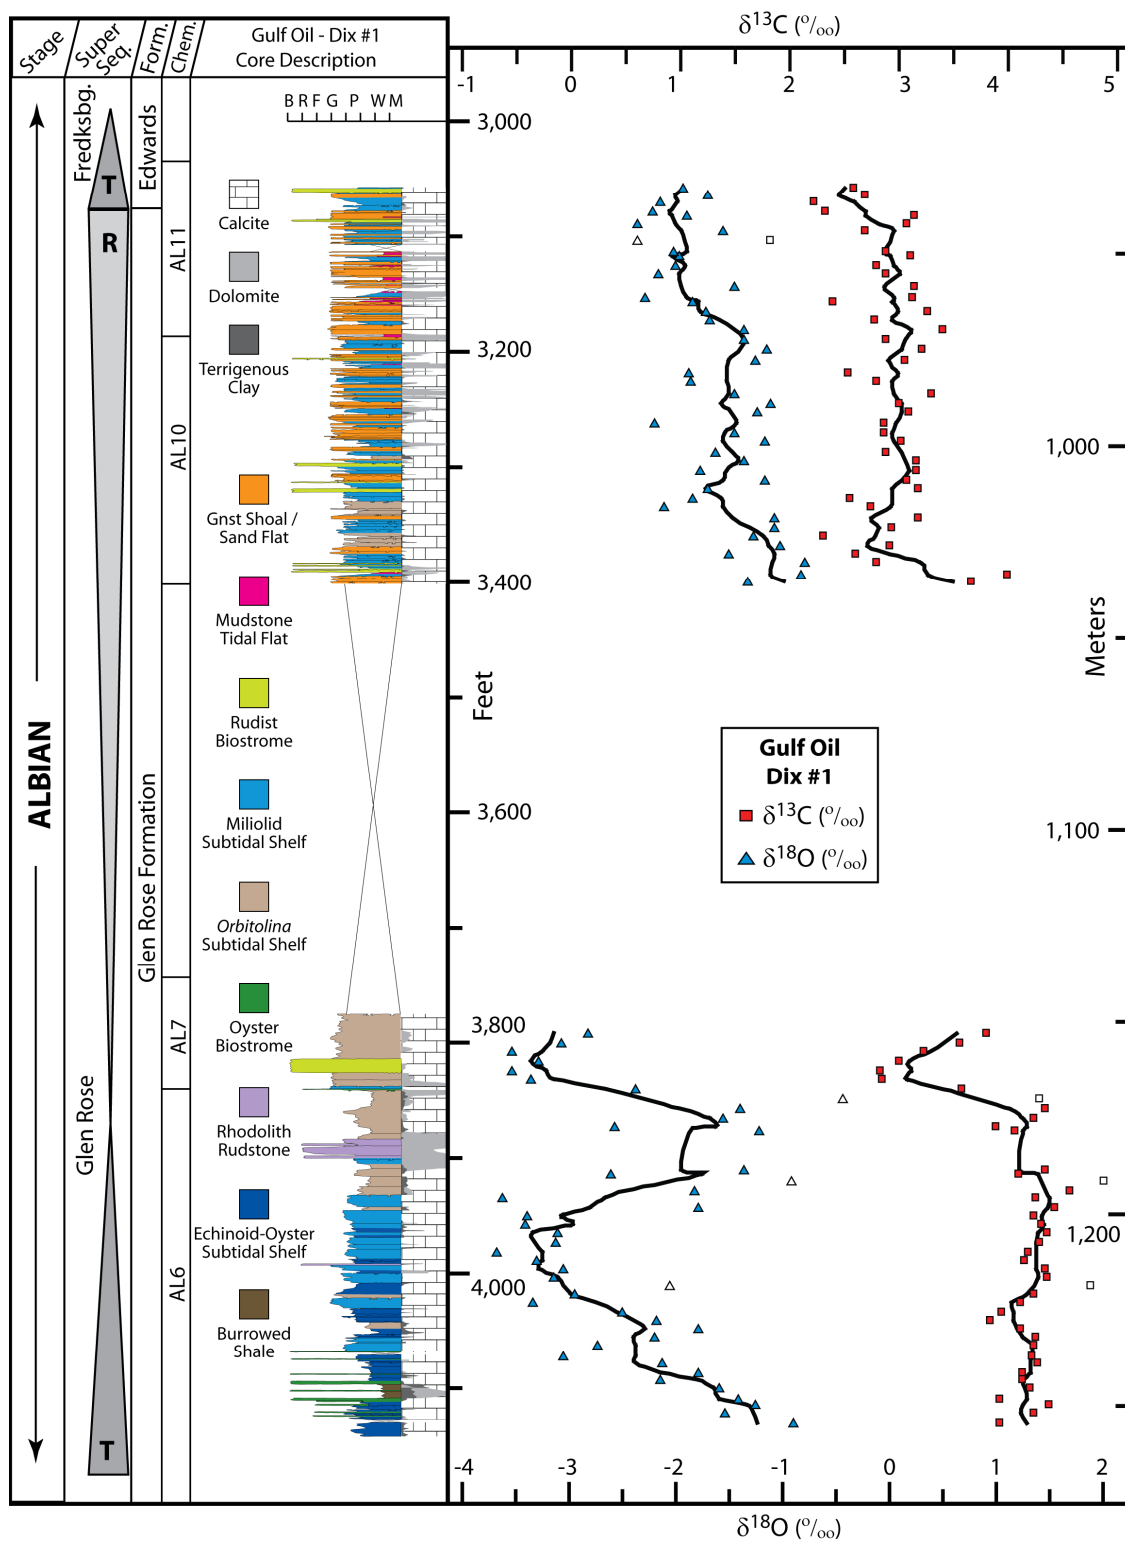 Stage
Super
Seq.
Form.
Chem.
Gulf Oil - Dix #1
Core Description
δ13C (o/oo)
-1 0 1 2 3 4 5
B R F G P W M
3,000
Fredksbg.
Edwards
T
R
Calcite
Dolomite
Terrigenous
Clay
AL11
3,200
AL10
1,000
Gnst Shoal /
Sand Flat
3,400
Mudstone
Tidal Flat
Meters
Feet
Rudist
Biostrome
ALBIAN
Gulf Oil
Dix #1
δ13C (o/oo)
δ18O (o/oo)
3,600
1,100
Miliolid
Subtidal Shelf
Glen Rose Formation
Orbitolina
Subtidal Shelf
3,800
AL7
Oyster
Biostrome
Glen Rose
Rhodolith
Rudstone
Echinoid-Oyster
Subtidal Shelf
1,200
AL6
4,000
Burrowed
Shale
T
-4 -3 -2 -1 0 1 2
δ18O (o/oo)